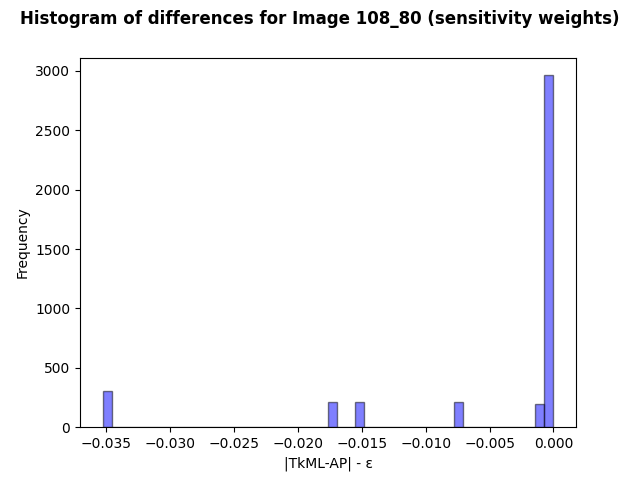 Histogram of differences for Image 108_80 (sensitivity weights)
3000
2500
2000
1500
1000
500
0
Frequency
−0.035 −0.030 −0.025 −0.020 −0.015 −0.010 −0.005 0.000
|TkML-AP| - ε